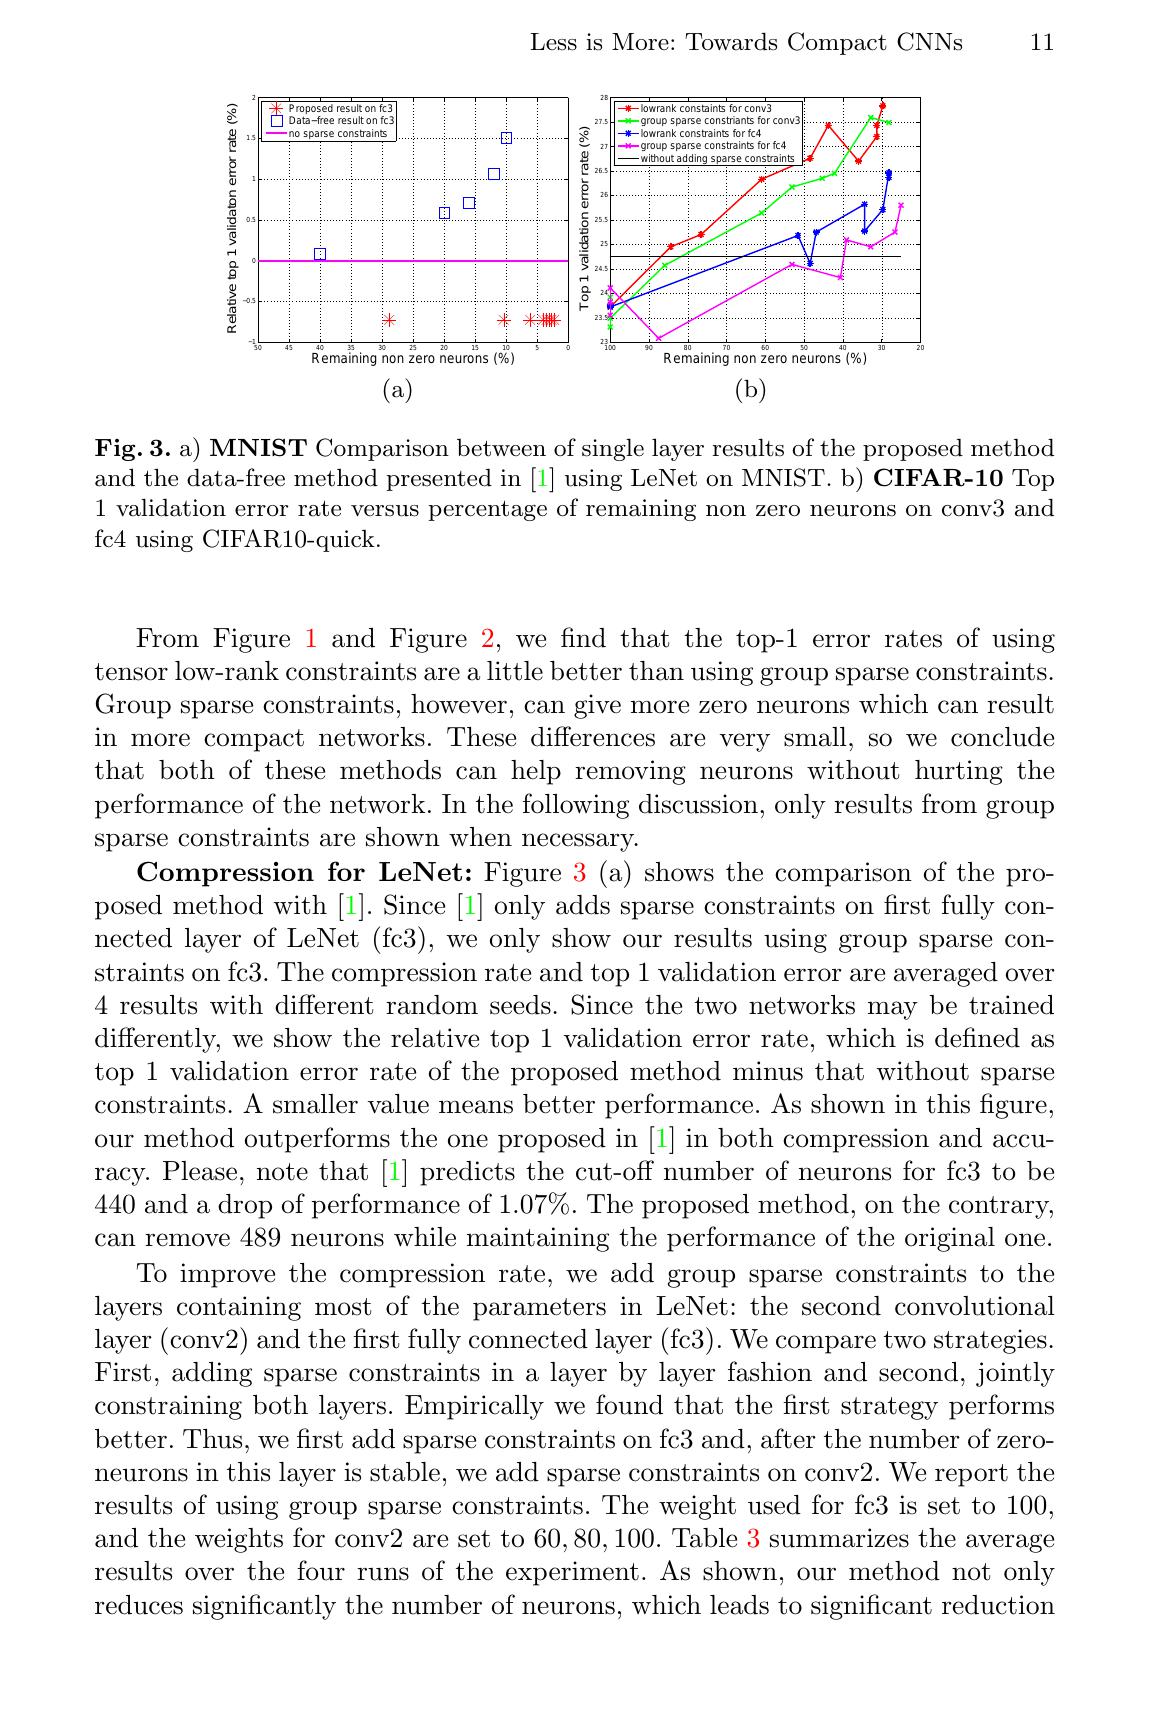 Less is More: Towards Compact CNNs 11
Relative top 1 validation error rate (%)
2
1.5
1
0.5
0
−0.5
−1
Proposed result on fc3
Data−free result on fc3
no sparse constraints
50 45 40 35 30 25 20 15 10 5 0
Remaining non zero neurons (%)
(a)
Top 1 validation error rate (%)
28
27.5
27
26.5
26
25.5
25
24.5
24
23.5
23
lowrank constaints for conv3
group sparse constriants for conv3
lowrank constraints for fc4
group sparse constraints for fc4
without adding sparse constraints
100 90 80 70 60 50 40 30 20
Remaining non zero neurons (%)
(b)
Fig. 3. a) MNIST Comparison between of single layer results of the proposed method
and the data-free method presented in [1] using LeNet on MNIST. b) CIFAR-10 Top
1 validation error rate versus percentage of remaining non zero neurons on conv3 and
fc4 using CIFAR10-quick.
From Figure 1 and Figure 2, we find that the top-1 error rates of using
tensor low-rank constraints are a little better than using group sparse constraints.
Group sparse constraints, however, can give more zero neurons which can result
in more compact networks. These differences are very small, so we conclude
that both of these methods can help removing neurons without hurting the
performance of the network. In the following discussion, only results from group
sparse constraints are shown when necessary.
Compression for LeNet: Figure 3 (a) shows the comparison of the pro-
posed method with [1]. Since [1] only adds sparse constraints on first fully con-
nected layer of LeNet (fc3), we only show our results using group sparse con-
straints on fc3. The compression rate and top 1 validation error are averaged over
4 results with different random seeds. Since the two networks may be trained
differently, we show the relative top 1 validation error rate, which is defined as
top 1 validation error rate of the proposed method minus that without sparse
constraints. A smaller value means better performance. As shown in this figure,
our method outperforms the one proposed in [1] in both compression and accu-
racy. Please, note that [1] predicts the cut-off number of neurons for fc3 to be
440 and a drop of performance of 1.07%. The proposed method, on the contrary,
can remove 489 neurons while maintaining the performance of the original one.
To improve the compression rate, we add group sparse constraints to the
layers containing most of the parameters in LeNet: the second convolutional
layer (conv2) and the first fully connected layer (fc3). We compare two strategies.
First, adding sparse constraints in a layer by layer fashion and second, jointly
constraining both layers. Empirically we found that the first strategy performs
better. Thus, we first add sparse constraints on fc3 and, after the number of zero-
neurons in this layer is stable, we add sparse constraints on conv2. We report the
results of using group sparse constraints. The weight used for fc3 is set to 100,
and the weights for conv2 are set to 60, 80, 100. Table 3 summarizes the average
results over the four runs of the experiment. As shown, our method not only
reduces significantly the number of neurons, which leads to significant reduction